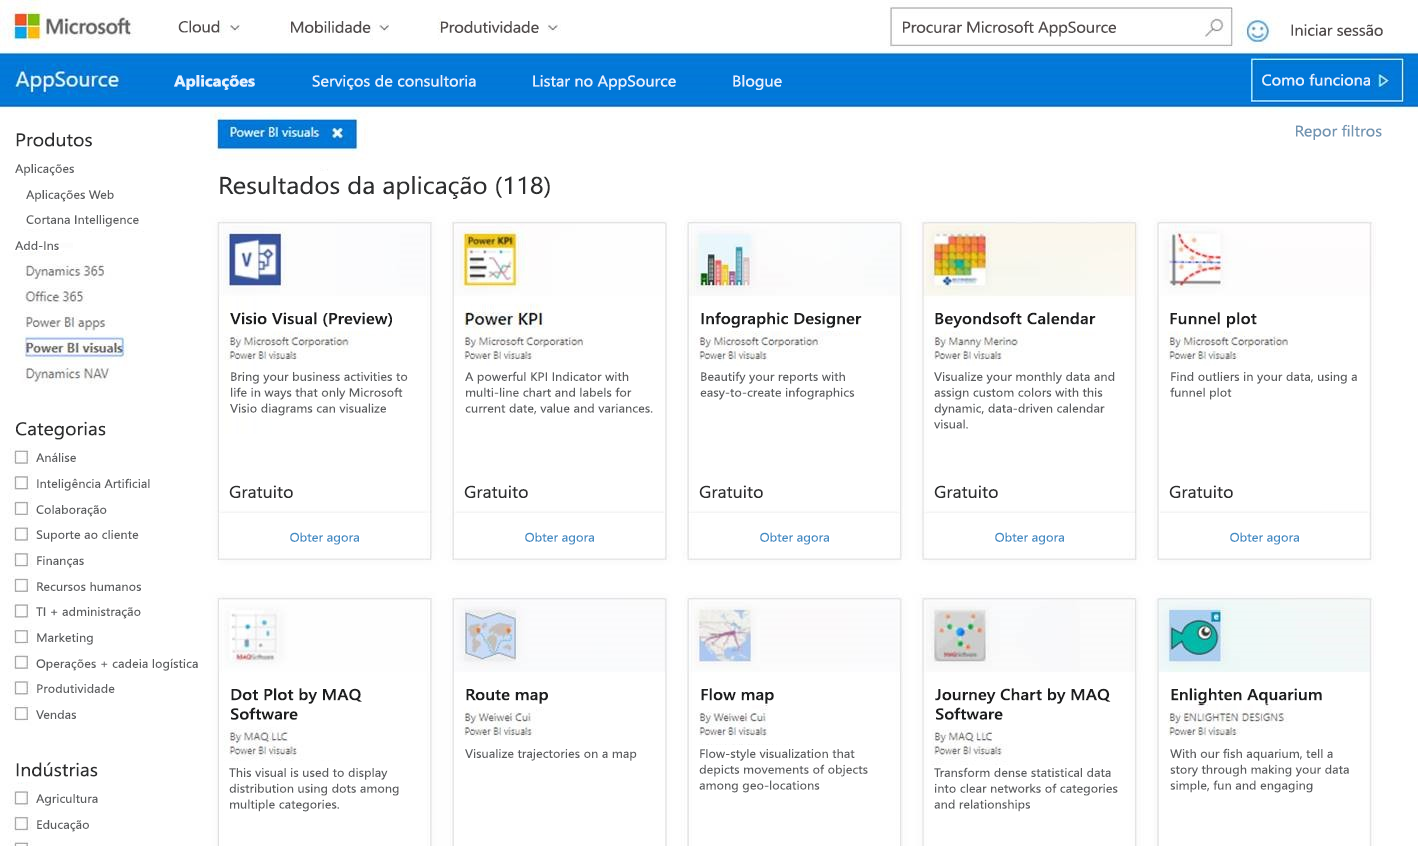 Microsoft
Cloud
Mobilidade
Produtividade
Procurar Microsoft AppSource
Iniciar sessão
AppSource
Aplicações
Serviços de consultoria
Listar no AppSource
Blogue
Como funciona
Produtos
Aplicações
Aplicações Web
Cortana Intelligence
Add-Ins
Dynamics 365
Office 365
Power BI apps
Power BI visuals
Dynamics NAV
Categorias
Análise
Inteligência Artificial
Colaboração
Suporte ao cliente
Finanças
Recursos humanos
TI + administração
Marketing
Operações + cadeia logística
Produtividade
Vendas
Indústrias
Agricultura
Educação
Power BI visuals
Repor filtros
Resultados da aplicação (118)
Visio Visual (Preview)
By Microsoft Corporation
Power BI visuals
Bring your business activities to
life in ways that only Microsoft
Visio diagrams can visualize
Gratuito
Obter agora
Power KPI
Power KPI
By Microsoft Corporation
Power BI visuals
A powerful KPI Indicator with
multi-line chart and labels for
current date, value and variances.
Gratuito
Obter agora
Infographic Designer
By Microsoft Corporation
Power BI visuals
Beautify your reports with
easy-to-create infographics
Gratuito
Obter agora
Beyondsoft Calendar
By Manny Merino
Power BI visuals
Visualize your monthly data and
assign custom colors with this
dynamic, data-driven calendar
visual.
Gratuito
Obter agora
Funnel plot
By Microsoft Corporation
Power BI visuals
Find outliers in your data, using a
funnel plot
Gratuito
Obter agora
MAQSoftware
Dot Plot by MAQ
Software
By MAQ LLC
Power BI visuals
This visual is used to display
distribution using dots among
multiple categories.
Route map
By Weiwei Cui
Power BI visuals
Visualize trajectories on a map
Flow map
By Weiwei Cui
Power BI visuals
Flow-style visualization that
depicts movements of objects
among geo-locations
MAQSoftware
Journey Chart by MAQ
Software
By MAQ LLC
Power BI visuals
Transform dense statistical data
into clear networks of categories
and relationships
Enlighten Aquarium
By ENLIGHTEN DESIGNS
Power BI visuals
With our fish aquarium, tell a
story through making your data
simple, fun and engaging